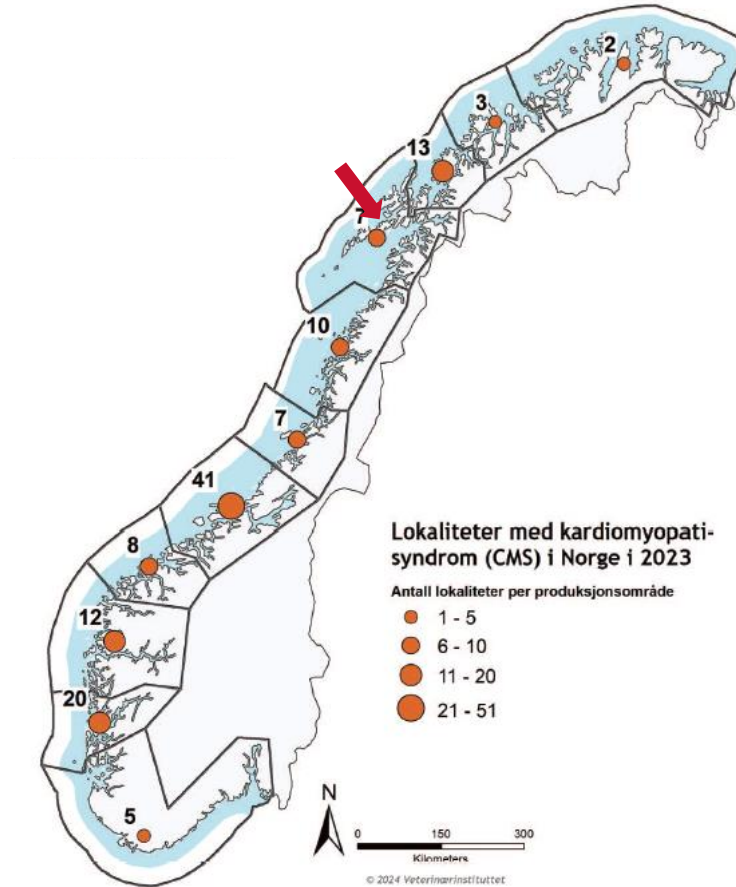 2
3
13
7
10
7
41
8
12
20
5
Lokaliteter med kardiomyopati-
syndrom (CMS) i Norge i 2023
Antall lokaliteter per produksjonsområde
1 - 5
6 - 10
11 - 20
21 - 51
N
0 150 300
Kilometers
© 2024 Veterinærinstituttet